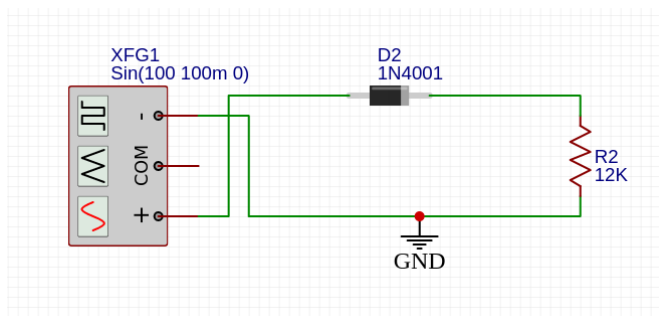 XFG1
Sin(100 100m 0)
D2
1N4001
-
COM
+
R2
12K
GND